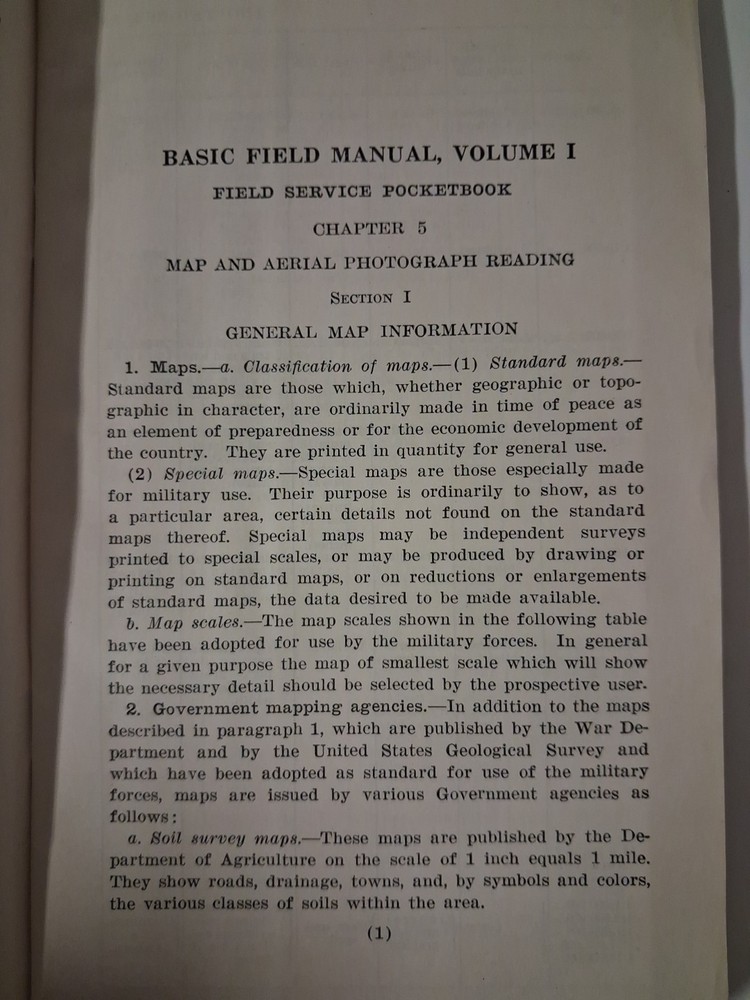 BASIC FIELD MANUAL, VOLUME I
FIELD SERVICE POCKETBOOK
CHAPTER 5
MAP AND AERIAL PHOTOGRAPH READING
SECTION I
GENERAL MAP INFORMATION
1. Maps.—a. Classification of maps.—(1) Standard maps.—
Standard maps are those which, whether geographic or topo-
graphic in character, are ordinarily made in time of peace as
an element of preparedness or for the economic development of
the country. They are printed in quantity for general use.
(2) Special maps.—Special maps are those especially made
for military use. Their purpose is ordinarily to show, as to
a particular area, certain details not found on the standard
maps thereof. Special maps may be independent surveys
printed to special scales, or may be produced by drawing or
printing on standard maps, or on reductions or enlargements
of standard maps, the data desired to be made available.
b. Map scales.—The map scales shown in the following table
have been adopted for use by the military forces. In general
for a given purpose the map of smallest scale which will show
the necessary detail should be selected by the prospective user.
2. Government mapping agencies.—In addition to the maps
described in paragraph 1, which are published by the War De-
partment and by the United States Geological Survey and
which have been adopted as standard for use of the military
forces, maps are issued by various Government agencies as
follows:
a. Soil survey maps.—These maps are published by the De-
partment of Agriculture on the scale of 1 inch equals 1 mile.
They show roads, drainage, towns, and, by symbols and colors,
the various classes of soils within the area.
(1)